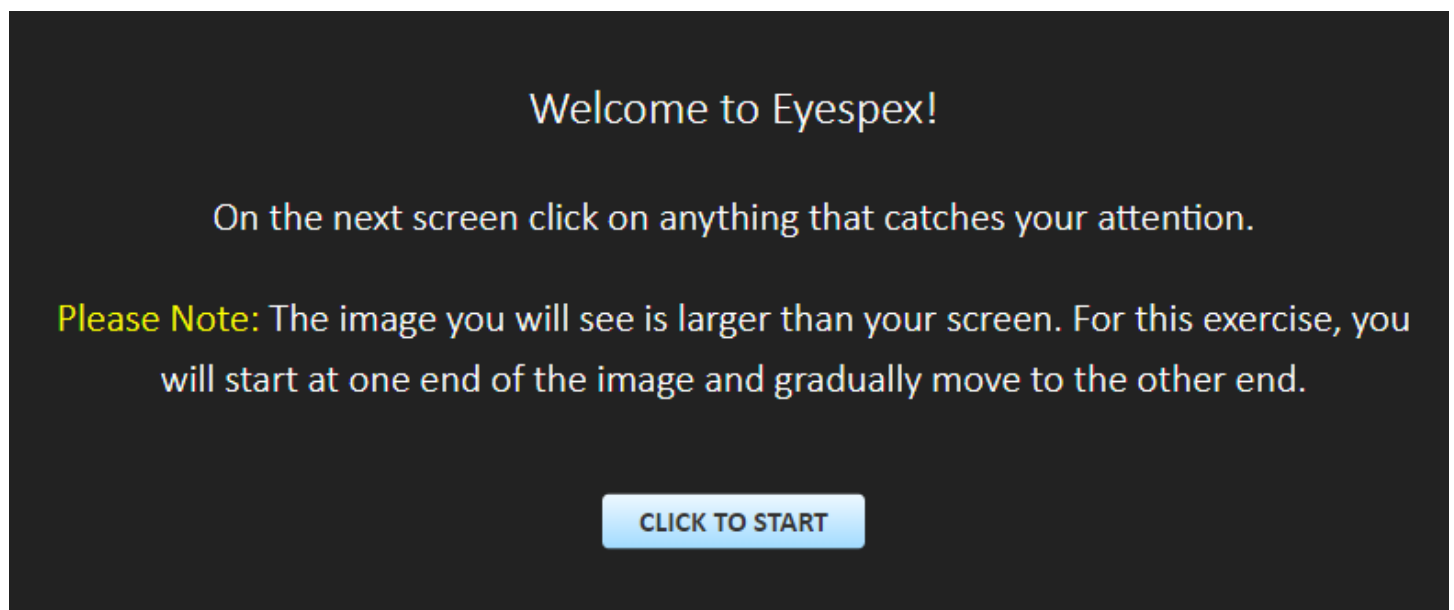 Welcome to Eyespex!
On the next screen click on anything that catches your attention.
Please Note: The image you will see is larger than your screen. For this exercise, you
will start at one end of the image and gradually move to the other end.
CLICK TO START